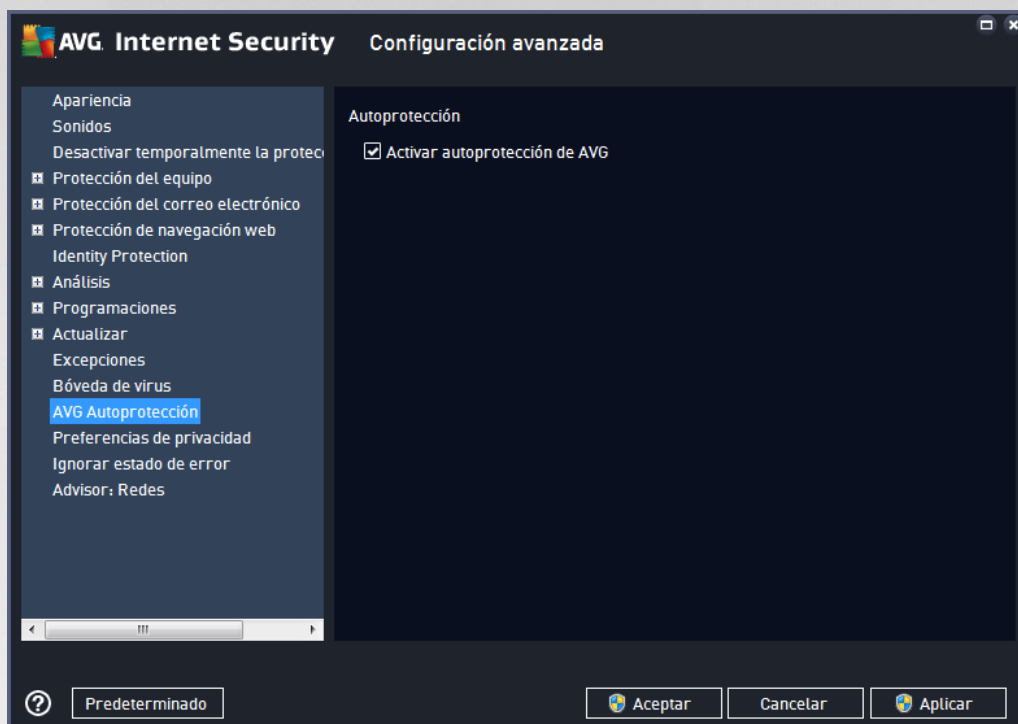 AVG. Internet Security Configuración avanzada
Apariencia
Sonidos
Desactivar temporalmente la protec
Protección del equipo
Protección del correo electrónico
Protección de navegación web
Identity Protection
Análisis
Programaciones
Actualizar
Excepciones
Bóveda de virus
AVG Autoprotección
Preferencias de privacidad
Ignorar estado de error
Advisor: Redes
Autoprotección
Activar autoprotección de AVG
Predeterminado
Aceptar
Cancelar
Aplicar